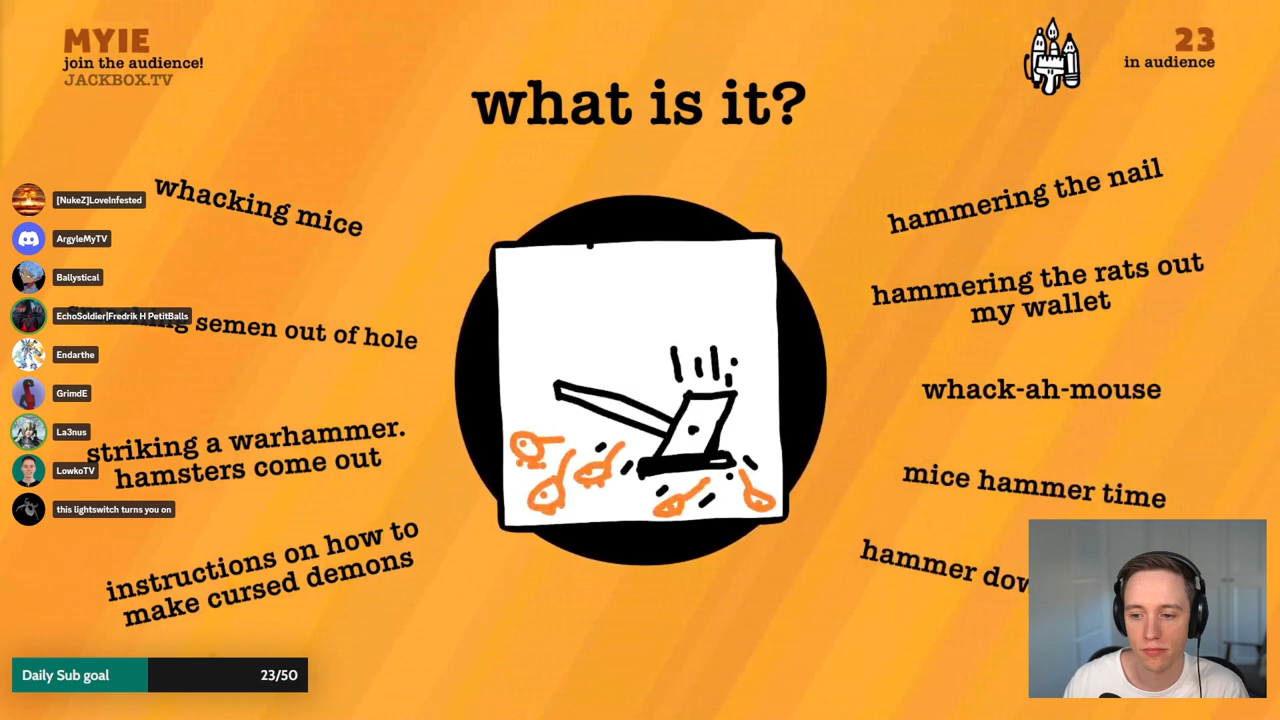 MYIE
join the audience!
JACKBOX.TV
23
in audience
what is it?
whacking mice
semen out of hole
striking a warhammer.
hamsters come out
instructions on how to
make cursed demons
hammering the nail
hammering the rats out
my wallet
whack-ah-mouse
mice hammer time
hammer
[NukeZ]LoveInfested
ArgyleMyTV
Ballystical
EchoSoldier|Fredrik H PetitBalls
Endarthe
GrimdE
La3nus
LowkoTV
this lightswitch turns you on
Daily Sub goal
23/50